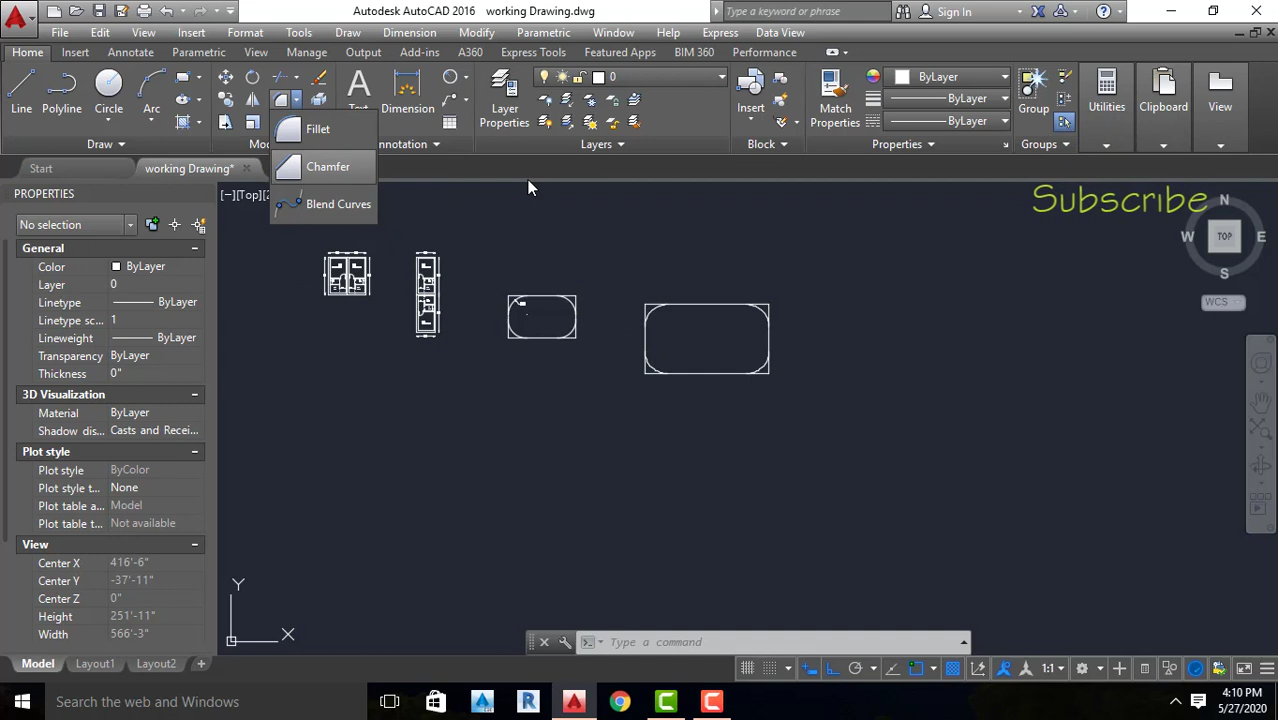 Autodesk AutoCAD 2016 working Drawing.dwg
Type a keyword or phrase
Sign In
File Edit View Insert Format Tools Draw Dimension Modify Parametric Window Help Express Data View
Home Insert Annotate Parametric View Manage Output Add-ins A360 Express Tools Featured Apps BIM 360 Performance
Line Polyline Circle Arc
Text
Dimension
Layer
Properties
0
Insert
Match
Properties
ByLayer
ByLayer
ByLayer
Group
Utilities
Clipboard
View
Draw
Layers
Block
Properties
Groups
Fillet
Chamfer
Blend Curves
Start
working Drawing*
[−][Top]
Subscribe
N
W TOP E
S
WCS
PROPERTIES
No selection
General
Color ByLayer
Layer 0
Linetype ByLayer
Linetype sc... 1
Lineweight ByLayer
Transparency ByLayer
Thickness 0"
3D Visualization
Material ByLayer
Shadow dis... Casts and Recei...
Plot style
Plot style ByColor
Plot style t... None
Plot table a... Model
Plot table t... Not available
View
Center X 416'-6"
Center Y -37'-11"
Center Z 0"
Height 251'-11"
Width 566'-3"
Y
X
Type a command
Model Layout1 Layout2 +
1:1
Search the Web and Windows
4:10 PM
5/27/2020